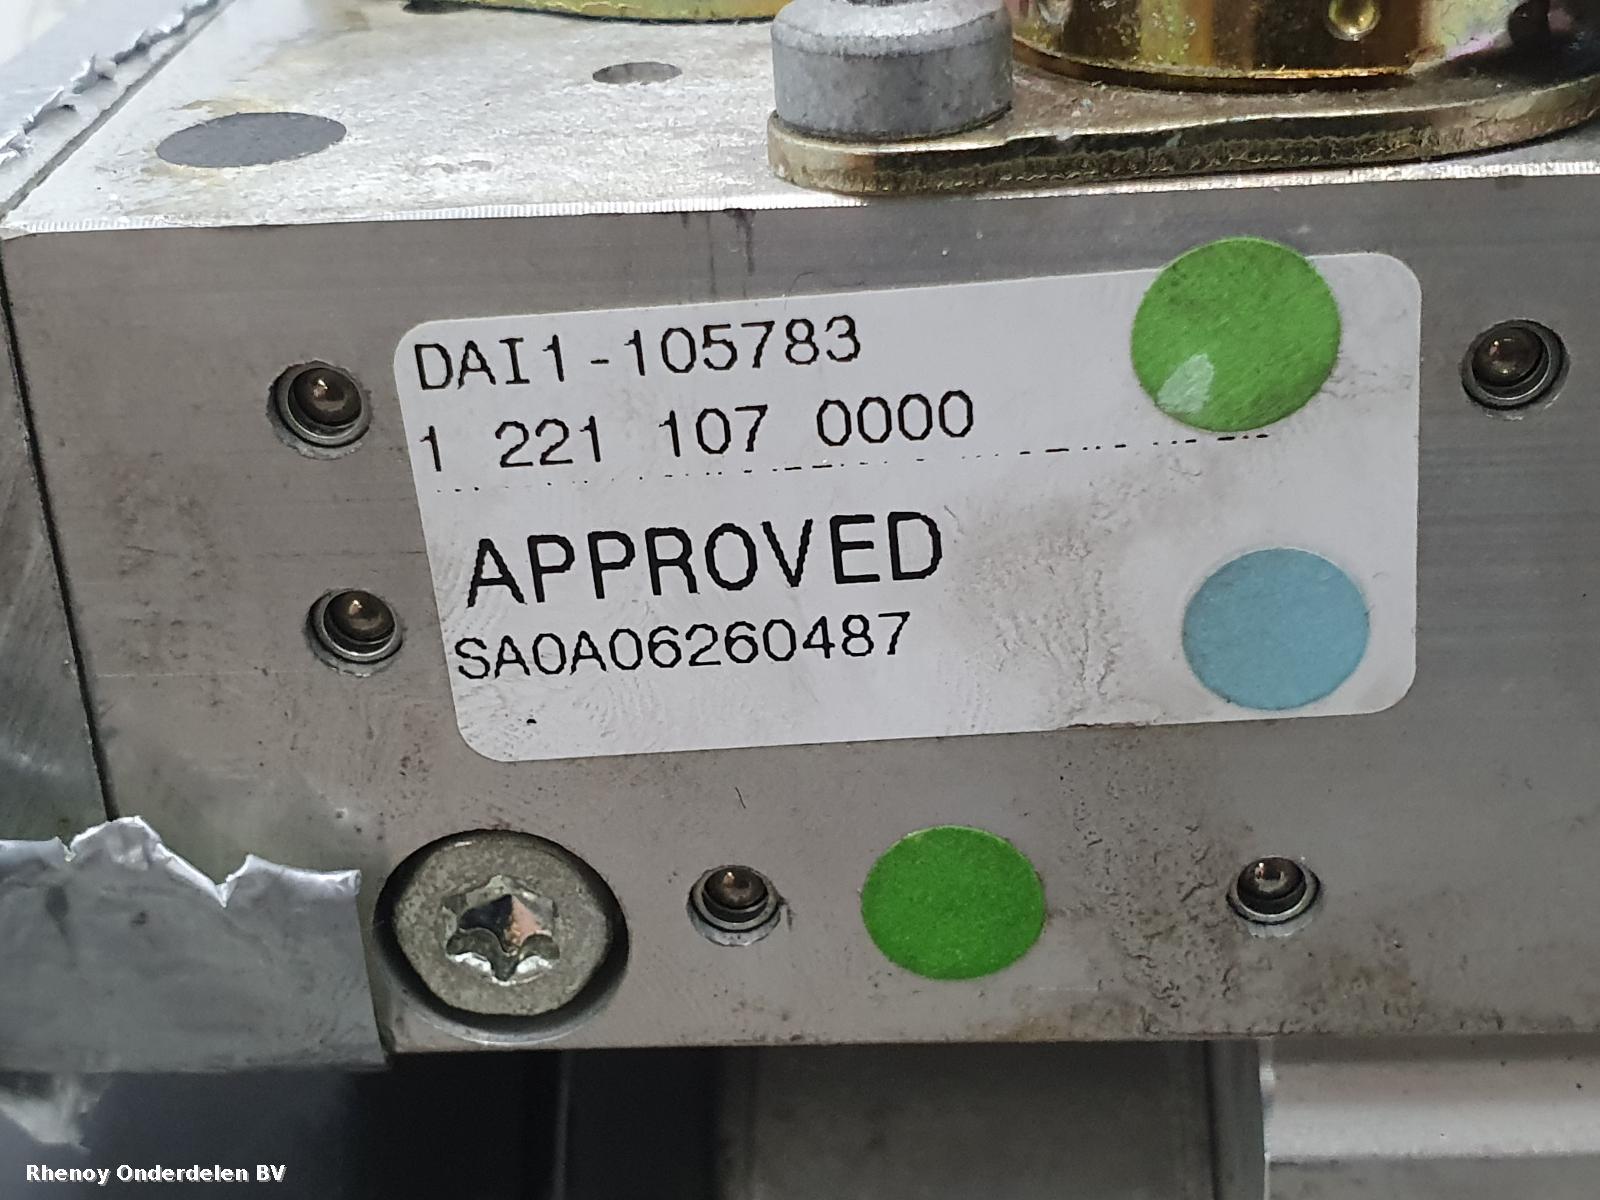 DAI1-105783
1 221 107 0000
APPROVED
SA0A06260487
Rhenoy Onderdelen BV